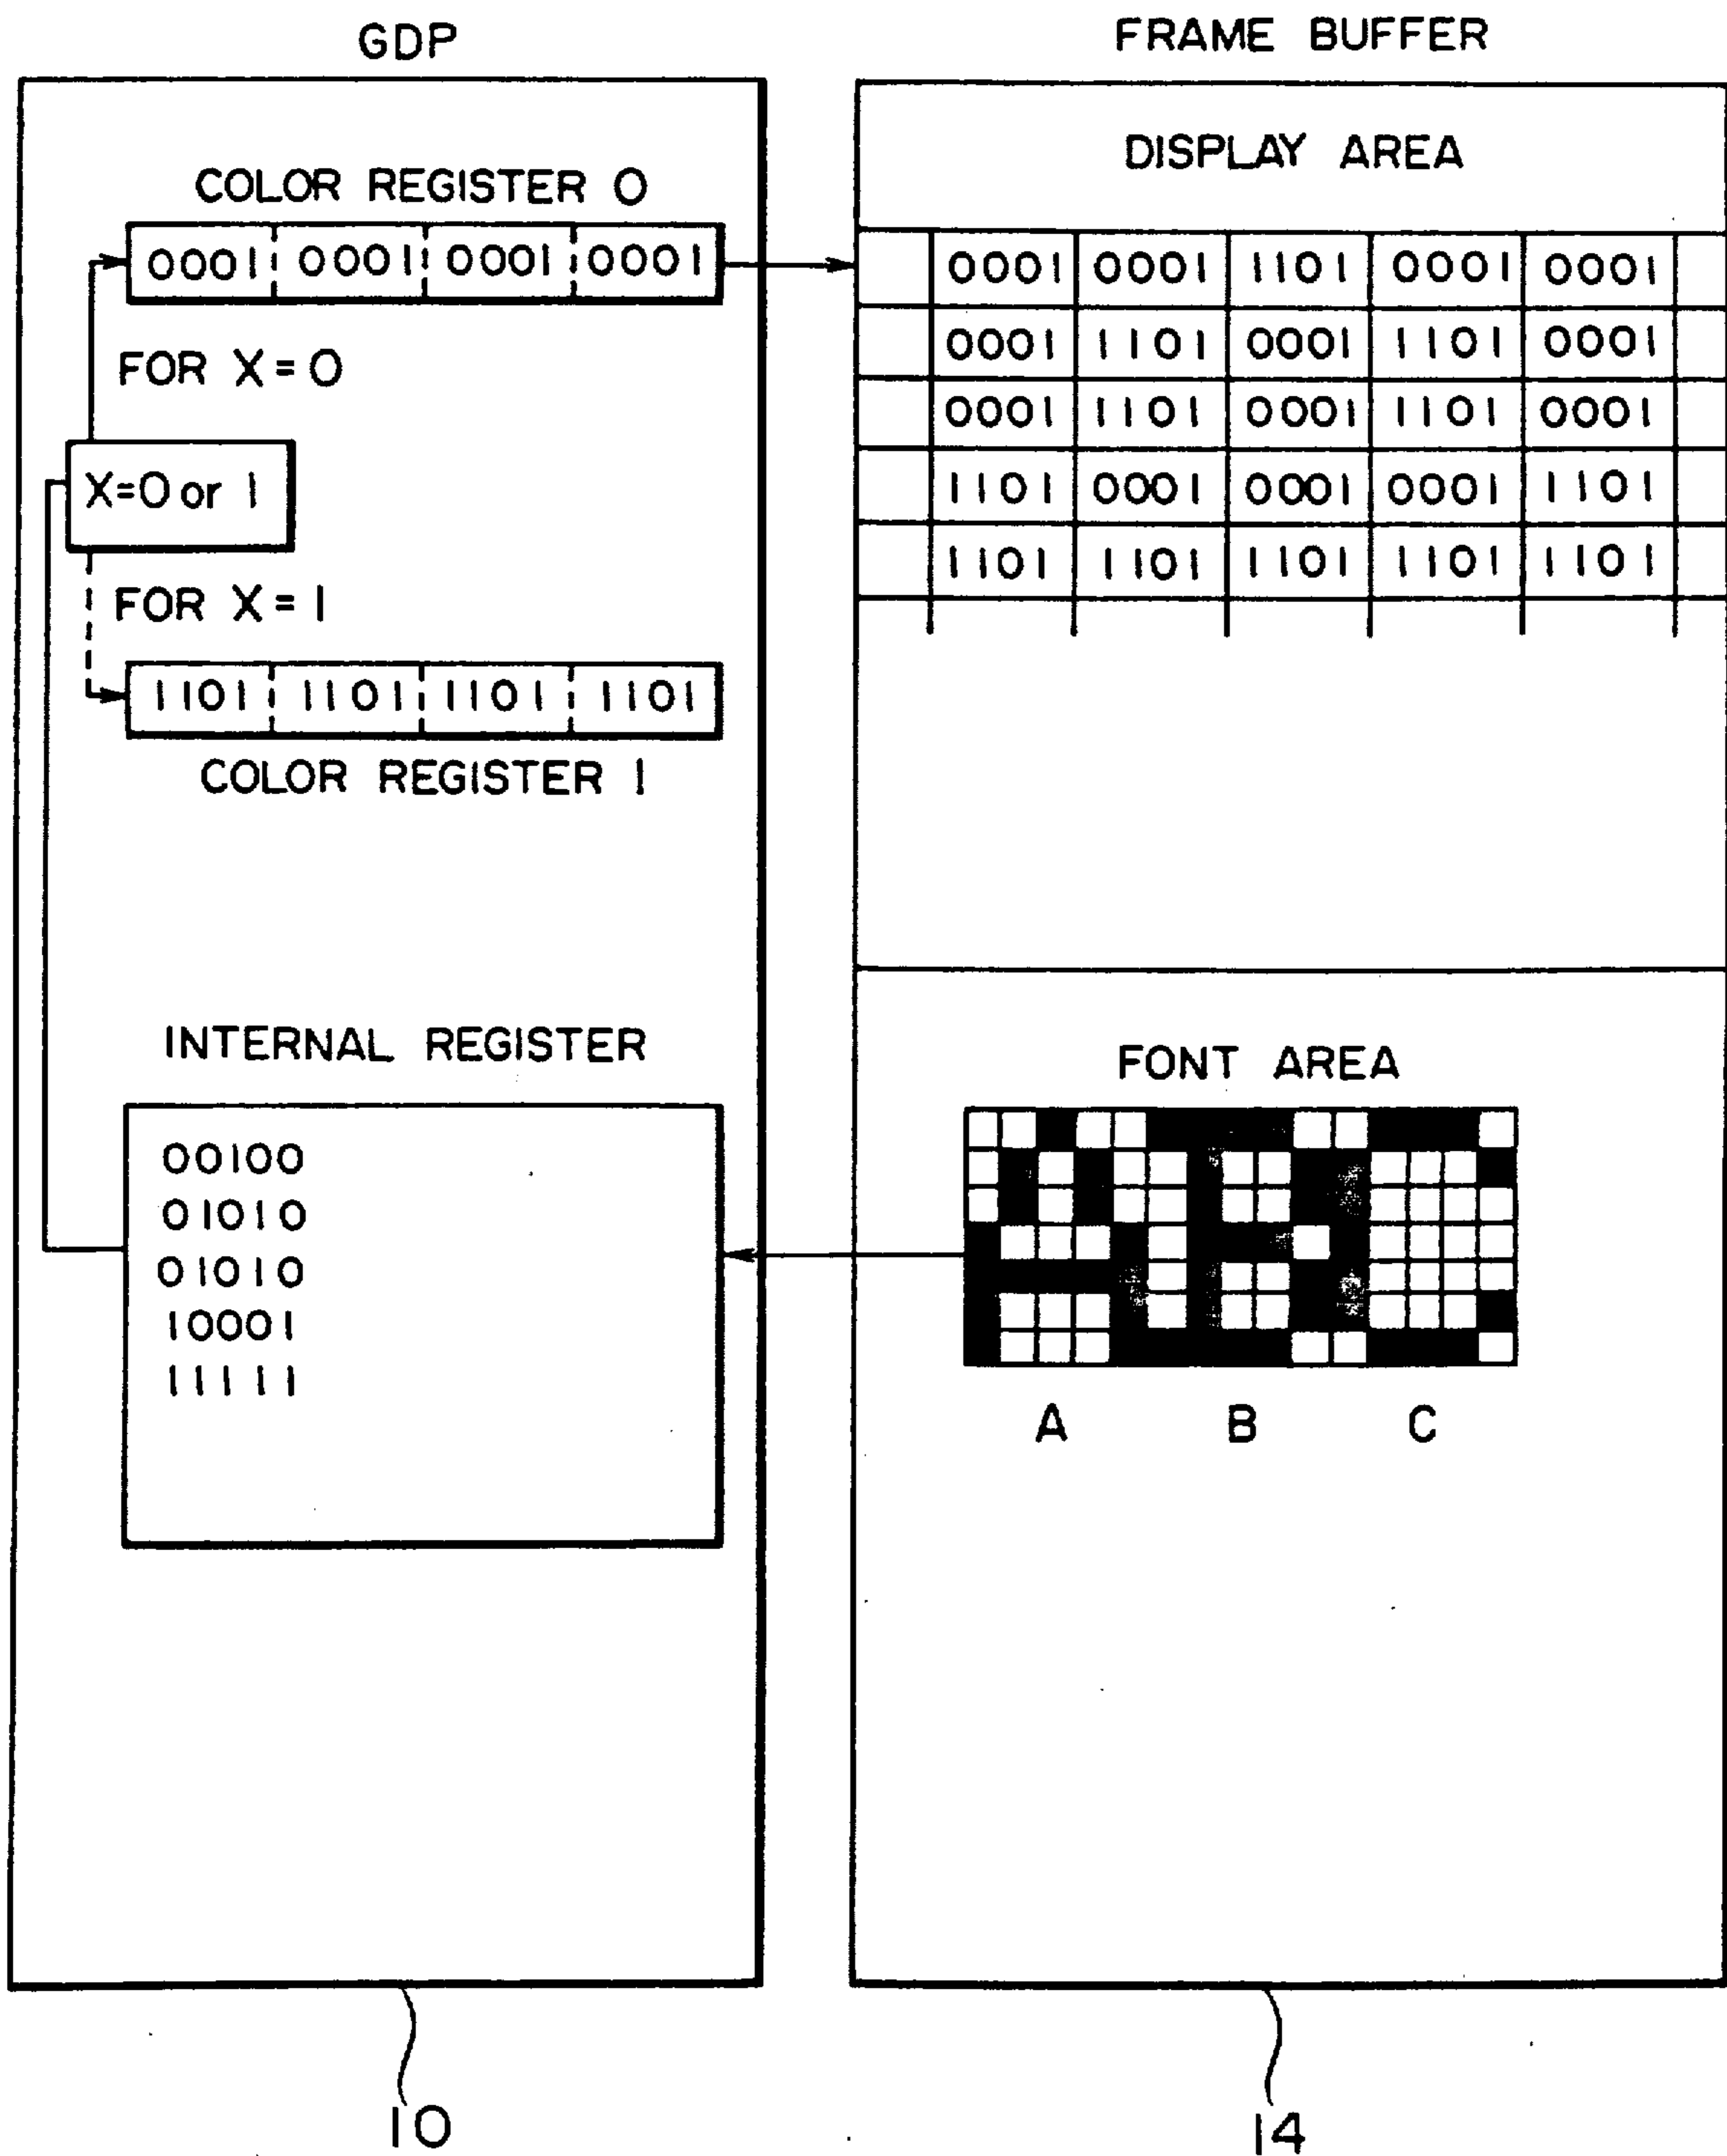 GDP
COLOR REGISTER 0
0001 0001 0001 0001
FOR X=0
X=0 or 1
FOR X=1
1101 1101 1101 1101
COLOR REGISTER 1
INTERNAL REGISTER
00100
01010
01010
10001
11111
10
FRAME BUFFER
DISPLAY AREA
0001 0001 1101 0001 0001
0001 1101 0001 1101 0001
0001 1101 0001 1101 0001
1101 0001 0001 0001 1101
1101 1101 1101 1101 1101
FONT AREA
A B C
14